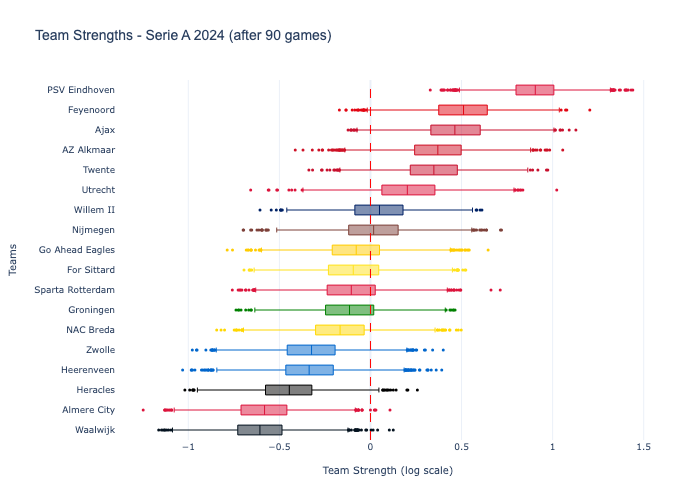 Team Strengths - Serie A 2024 (after 90 games)
PSV Eindhoven
Feyenoord
Ajax
AZ Alkmaar
Twente
Utrecht
Willem II
Nijmegen
Go Ahead Eagles
For Sittard
Sparta Rotterdam
Groningen
NAC Breda
Zwolle
Heerenveen
Heracles
Almere City
Waalwijk
Teams
−1
−0.5
0
0.5
1
1.5
Team Strength (log scale)